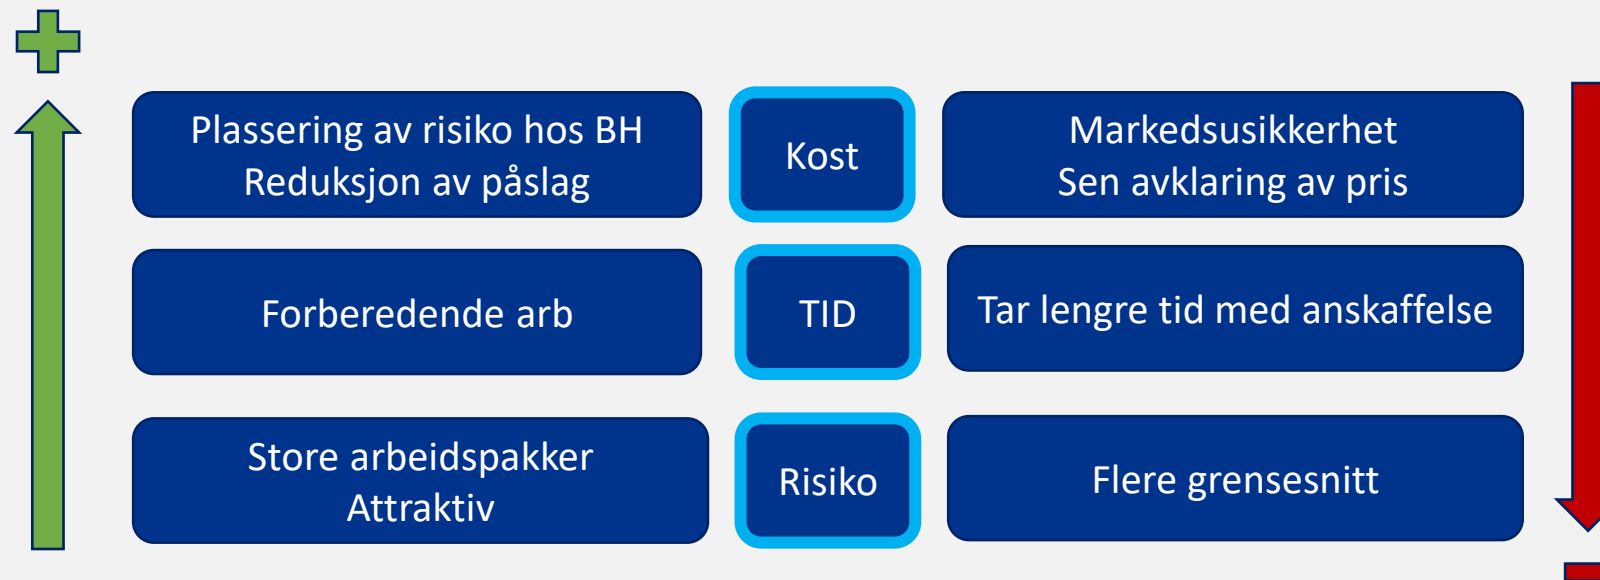 Plassering av risiko hos BH
Reduksjon av påslag
Kost
Markedsusikkerhet
Sen avklaring av pris
Forberedende arb
TID
Tar lengre tid med anskaffelse
Store arbeidspakker
Attraktiv
Risiko
Flere grensesnitt